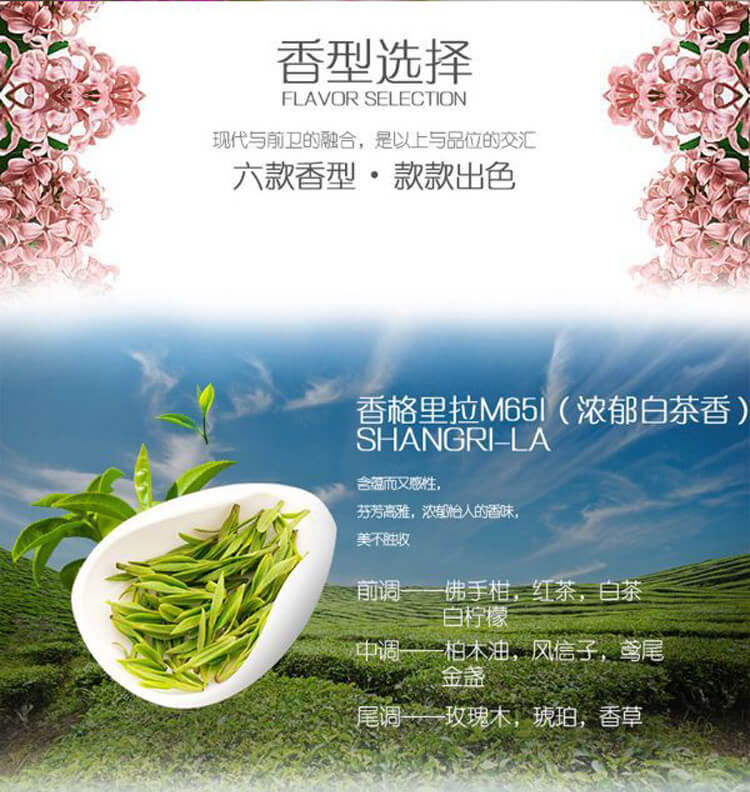 香型选择
FLAVOR SELECTION
现代与前卫的融合，是以上与品位的交汇
六款香型·款款出色
香格里拉M651（浓郁白茶香）
SHANGRI-LA
含蕴而又感性，
芬芳高雅，浓郁怡人的香味，
美不胜收
前调——佛手柑，红茶，白茶
白柠檬
中调——柏木油，风信子，鸢尾
金盏
尾调——玫瑰木，琥珀，香草